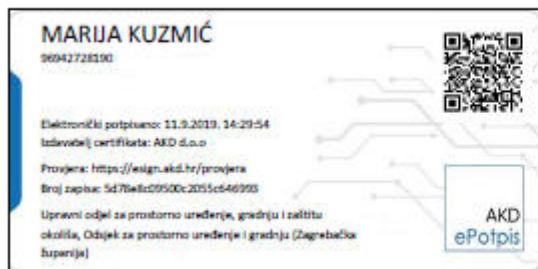 MARIJA KUZMIĆ
96942728190
Elektronički potpisano: 11.9.2019. 14:29:54
Izdavatelj certifikata: AKD d.o.o
Provjera: https://esign.akd.hr/provjera
Broj zapisa: 5d78e8c09500c2055c646993
Upravni odjel za prostorno uređenje, gradnju i zaštitu
okoliša, Odsjek za prostorno uređenje i gradnju (Zagrebačka
županija)
AKD
ePotpis